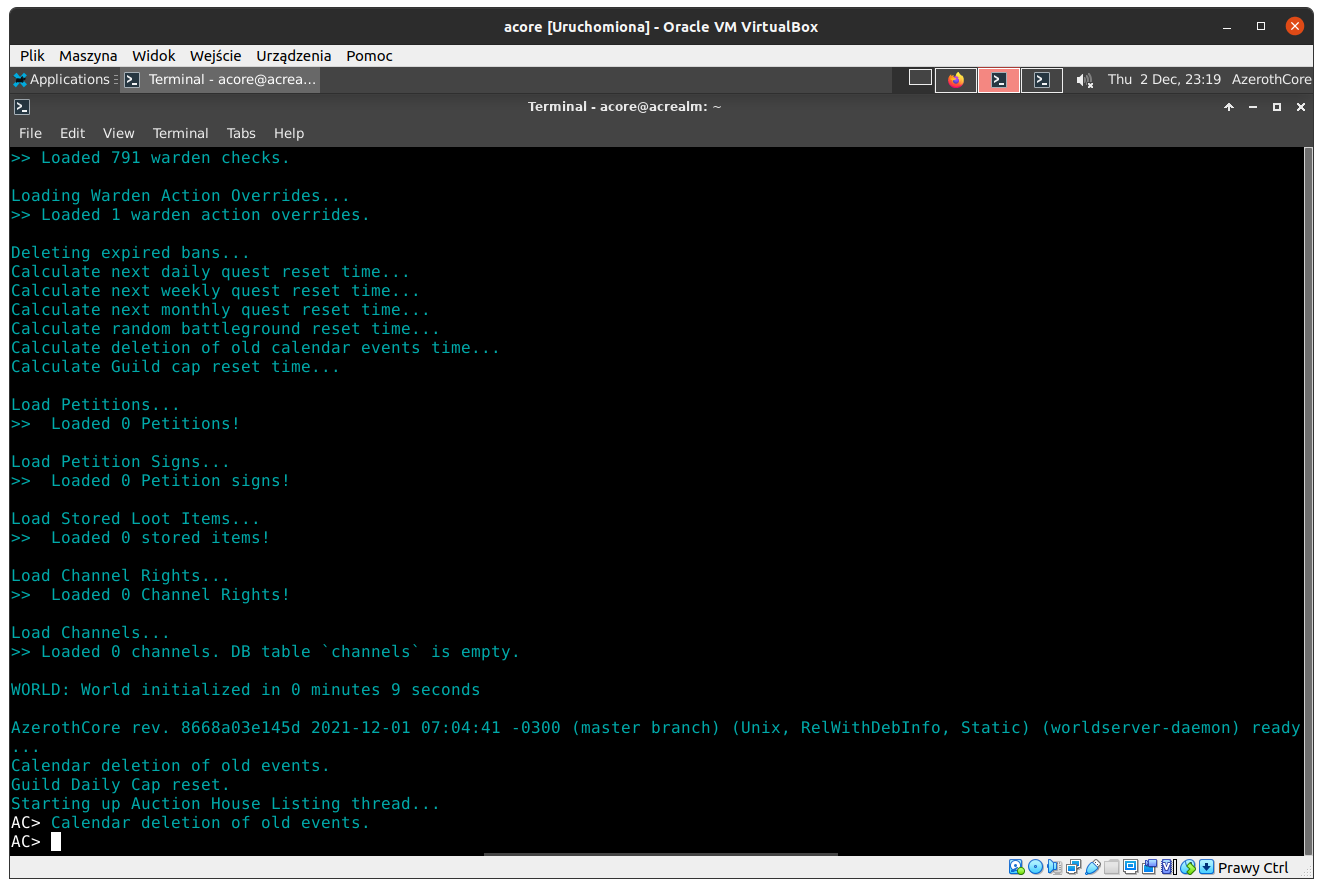 acore [Uruchomiona] - Oracle VM VirtualBox
Plik Maszyna Widok Wejście Urządzenia Pomoc
Applications Terminal - acore@acrea... Thu 2 Dec, 23:19 AzerothCore
Terminal - acore@acrealm: ~
File Edit View Terminal Tabs Help
>> Loaded 791 warden checks.
Loading Warden Action Overrides...
>> Loaded 1 warden action overrides.
Deleting expired bans...
Calculate next daily quest reset time...
Calculate next weekly quest reset time...
Calculate next monthly quest reset time...
Calculate random battleground reset time...
Calculate deletion of old calendar events time...
Calculate Guild cap reset time...
Load Petitions...
>>  Loaded 0 Petitions!
Load Petition Signs...
>>  Loaded 0 Petition signs!
Load Stored Loot Items...
>>  Loaded 0 stored items!
Load Channel Rights...
>>  Loaded 0 Channel Rights!
Load Channels...
>> Loaded 0 channels. DB table `channels` is empty.
WORLD: World initialized in 0 minutes 9 seconds
AzerothCore rev. 8668a03e145d 2021-12-01 07:04:41 -0300 (master branch) (Unix, RelWithDebInfo, Static) (worldserver-daemon) ready
...
Calendar deletion of old events.
Guild Daily Cap reset.
Starting up Auction House Listing thread...
AC> Calendar deletion of old events.
AC>
Prawy Ctrl